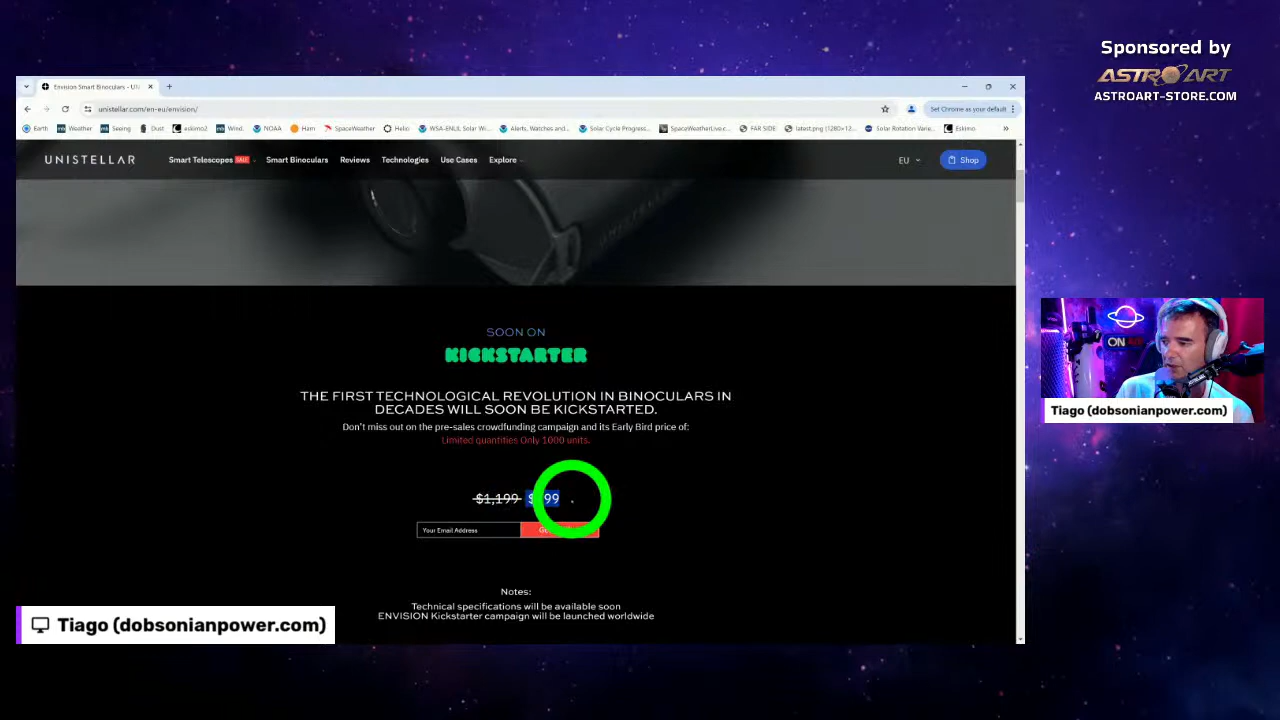 Sponsored by
ASTROART
ASTROART-STORE.COM
Envision Smart Binoculars - Uni
unistellar.com/en-eu/envision/
Set Chrome as your default
Earth Weather Seeing Dust eskimo2 Wind. NOAA Ham SpaceWeather Helio WSA-ENLIL Solar Wi... Alerts, Watches and... Solar Cycle Progress... SpaceWeatherLive.c... FAR SIDE latest.png (1280×12... Solar Rotation Varie... Eskimo
UNISTELLAR Smart Telescopes SALE Smart Binoculars Reviews Technologies Use Cases Explore EU Shop
UNISTELLAR
SOON ON
KICKSTARTER
THE FIRST TECHNOLOGICAL REVOLUTION IN BINOCULARS IN
DECADES WILL SOON BE KICKSTARTED.
Don't miss out on the pre-sales crowdfunding campaign and its Early Bird price of:
Limited quantities Only 1000 units.
$1,199
Your Email Address
Notes:
Technical specifications will be available soon
ENVISION Kickstarter campaign will be launched worldwide
ON AIR
Tiago (dobsonianpower.com)
Tiago (dobsonianpower.com)